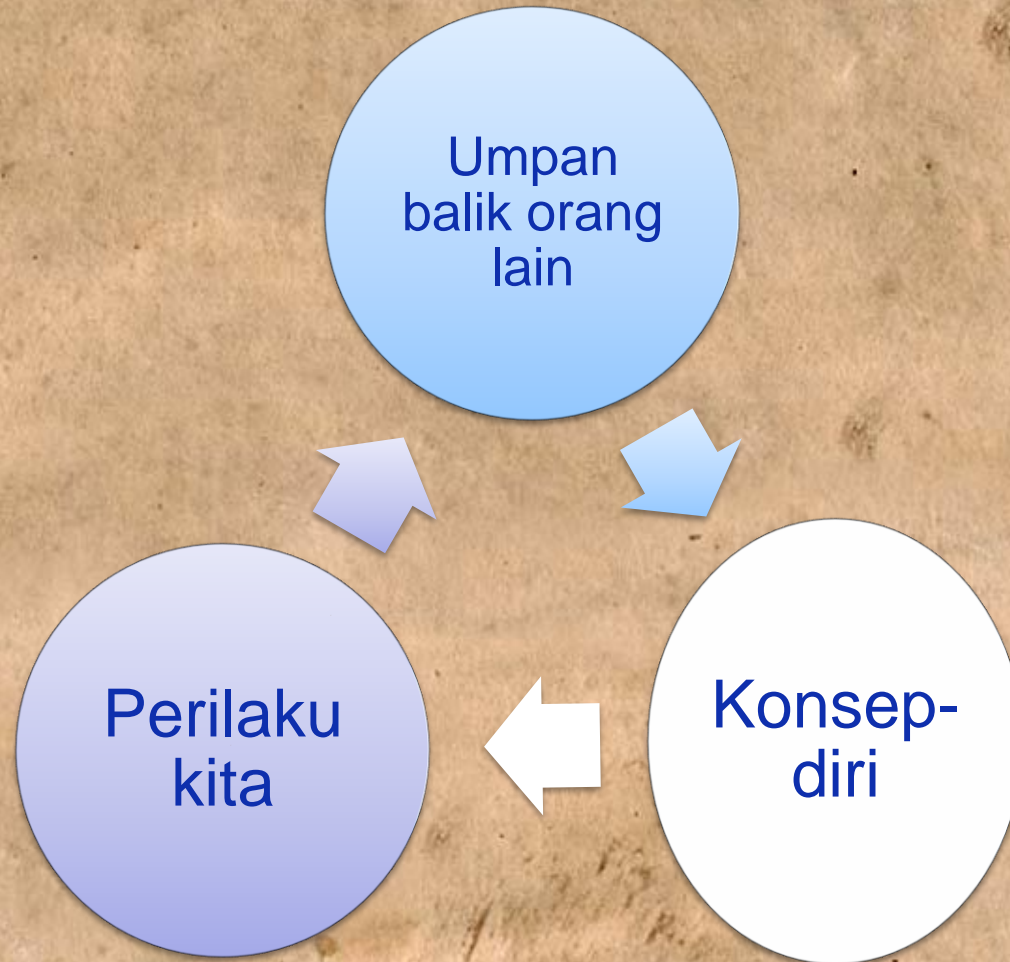 Umpan
balik orang
lain
Perilaku
kita
Konsep-
diri